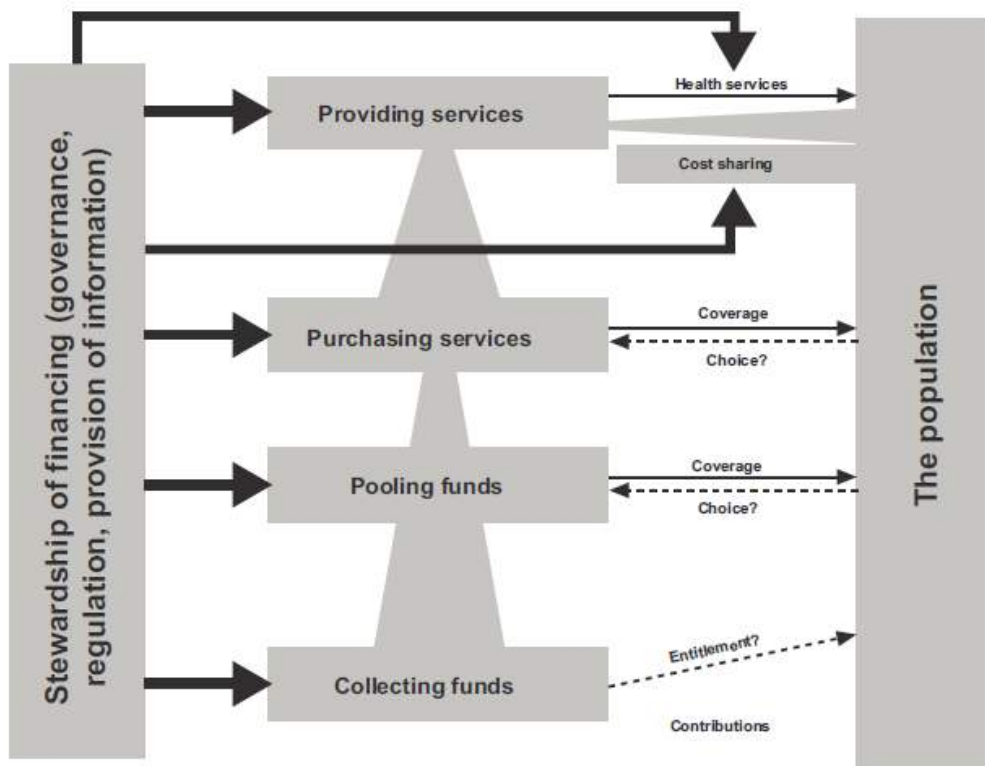 Stewardship of financing (governance,
regulation, provision of information)
Providing services
Health services
Cost sharing
Purchasing services
Coverage
Choice?
Pooling funds
Coverage
Choice?
Collecting funds
Entitlement?
Contributions
The population